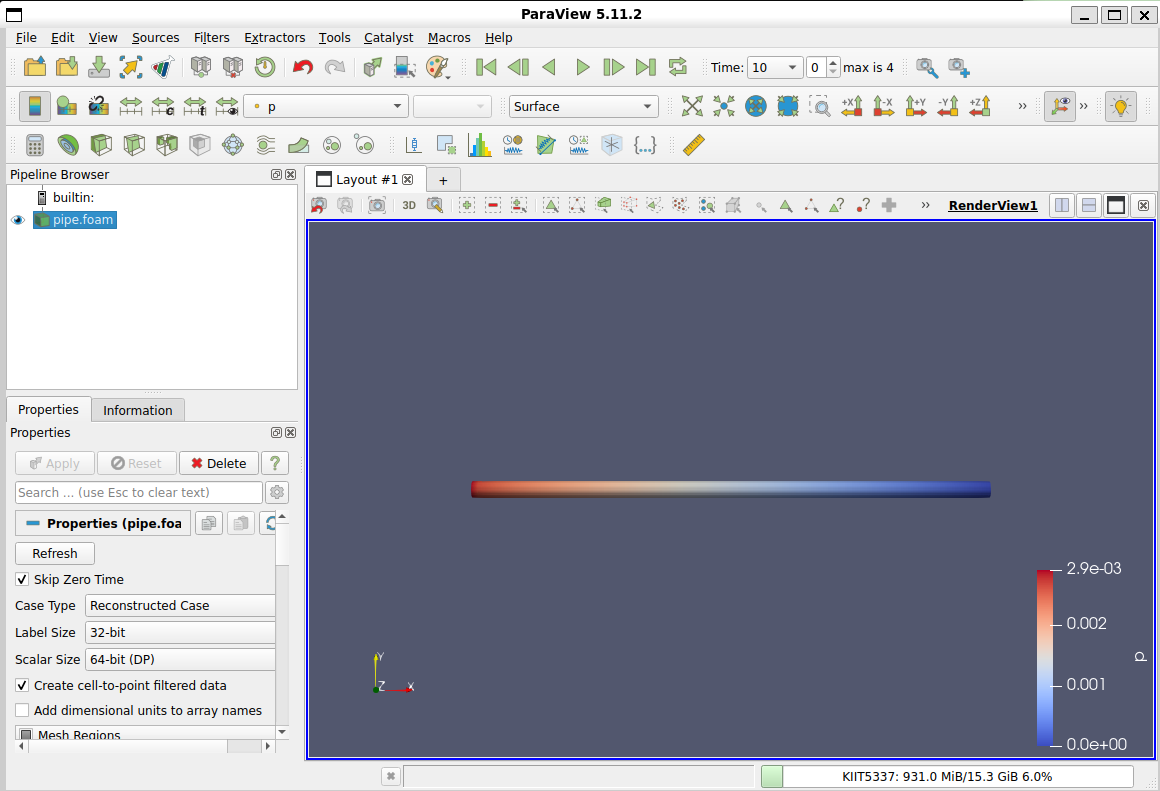 ParaView 5.11.2
File Edit View Sources Filters Extractors Tools Catalyst Macros Help
Time: 10 0 max is 4
p Surface +X -X +Y -Y +Z
Pipeline Browser
builtin:
pipe.foam
Layout #1 +
3D RenderView1
Properties Information
Properties
Apply Reset Delete ?
Search ... (use Esc to clear text)
Properties (pipe.foa
Refresh
Skip Zero Time
Case Type Reconstructed Case
Label Size 32-bit
Scalar Size 64-bit (DP)
Create cell-to-point filtered data
Add dimensional units to array names
Mesh Regions
Y
Z X
2.9e-03
0.002
p
0.001
0.0e+00
KIIT5337: 931.0 MiB/15.3 GiB 6.0%